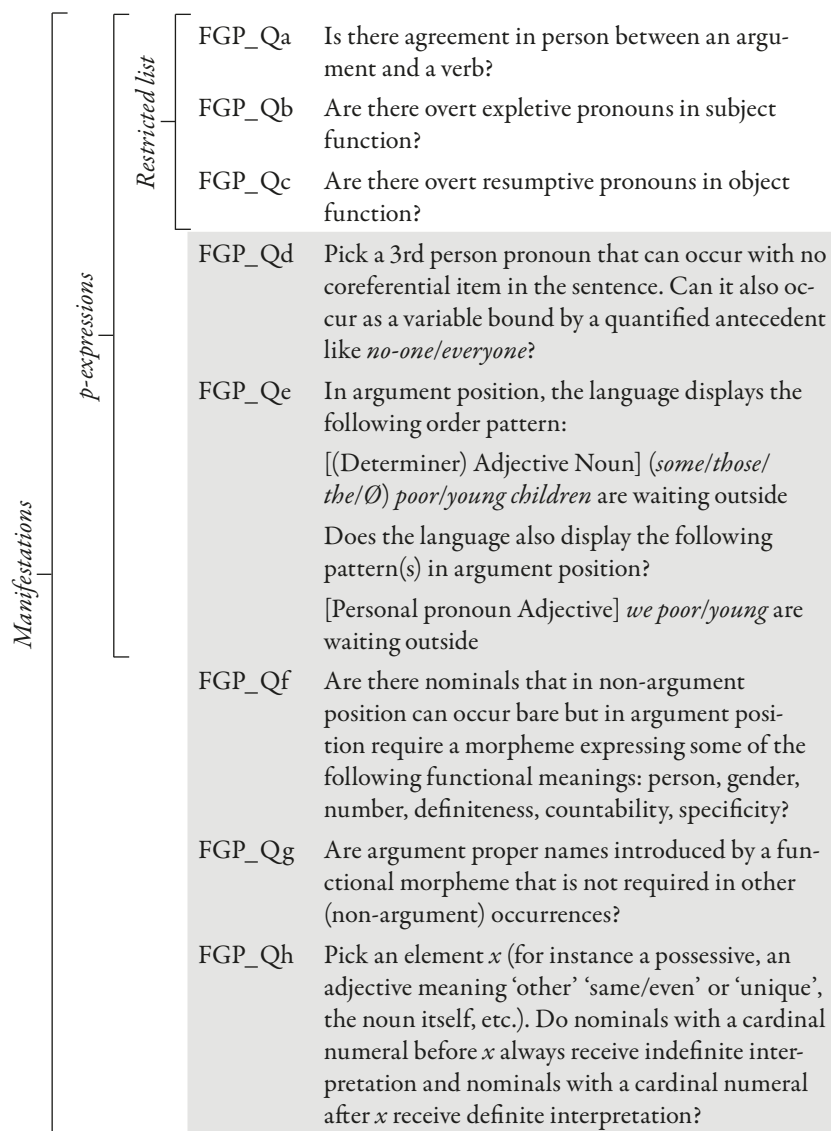 Manifestations
p-expressions
Restricted list
FGP_Qa Is there agreement in person between an argu-
ment and a verb?
FGP_Qb Are there overt expletive pronouns in subject
function?
FGP_Qc Are there overt resumptive pronouns in object
function?
FGP_Qd Pick a 3rd person pronoun that can occur with no
coreferential item in the sentence. Can it also oc-
cur as a variable bound by a quantified antecedent
like no-one/everyone?
FGP_Qe In argument position, the language displays the
following order pattern:
[(Determiner) Adjective Noun] (some/those/
the/Ø) poor/young children are waiting outside
Does the language also display the following
pattern(s) in argument position?
[Personal pronoun Adjective] we poor/young are
waiting outside
FGP_Qf Are there nominals that in non-argument
position can occur bare but in argument posi-
tion require a morpheme expressing some of the
following functional meanings: person, gender,
number, definiteness, countability, specificity?
FGP_Qg Are argument proper names introduced by a fun-
ctional morpheme that is not required in other
(non-argument) occurrences?
FGP_Qh Pick an element x (for instance a possessive, an
adjective meaning ‘other’ ‘same/even’ or ‘unique’,
the noun itself, etc.). Do nominals with a cardinal
numeral before x always receive indefinite inter-
pretation and nominals with a cardinal numeral
after x receive definite interpretation?